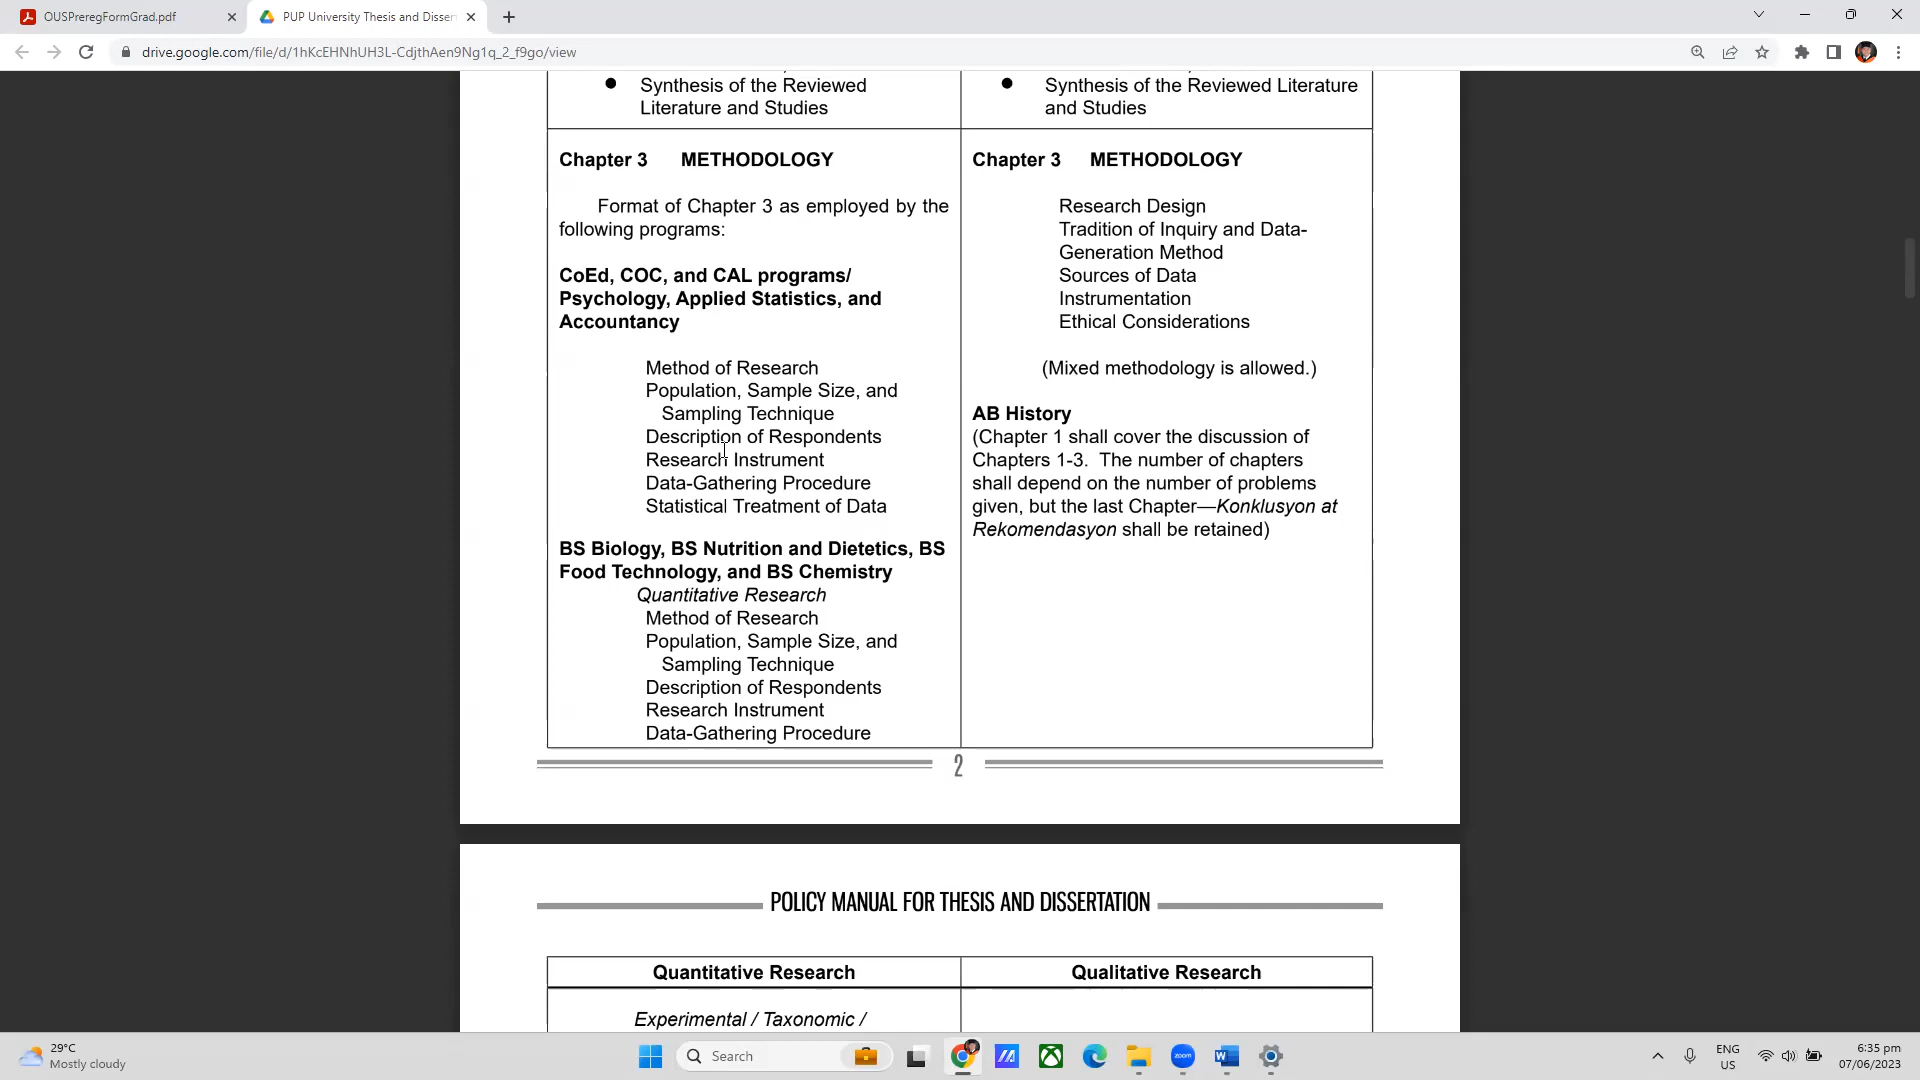 OUSPreregFormGrad.pdf
PUP University Thesis and Disser
drive.google.com/file/d/1hKcEHNhUH3L-CdjthAen9Ng1q_2_f9go/view
● Synthesis of the Reviewed
Literature and Studies
Chapter 3 METHODOLOGY
Format of Chapter 3 as employed by the
following programs:
CoEd, COC, and CAL programs/
Psychology, Applied Statistics, and
Accountancy
Method of Research
Population, Sample Size, and
Sampling Technique
Description of Respondents
Research Instrument
Data-Gathering Procedure
Statistical Treatment of Data
BS Biology, BS Nutrition and Dietetics, BS
Food Technology, and BS Chemistry
Quantitative Research
Method of Research
Population, Sample Size, and
Sampling Technique
Description of Respondents
Research Instrument
Data-Gathering Procedure
● Synthesis of the Reviewed Literature
and Studies
Chapter 3 METHODOLOGY
Research Design
Tradition of Inquiry and Data-
Generation Method
Sources of Data
Instrumentation
Ethical Considerations
(Mixed methodology is allowed.)
AB History
(Chapter 1 shall cover the discussion of
Chapters 1-3. The number of chapters
shall depend on the number of problems
given, but the last Chapter—Konklusyon at
Rekomendasyon shall be retained)
2
POLICY MANUAL FOR THESIS AND DISSERTATION
Quantitative Research
Qualitative Research
Experimental / Taxonomic /
29°C
Mostly cloudy
Search
zoom
ENG
US
6:35 pm
07/06/2023